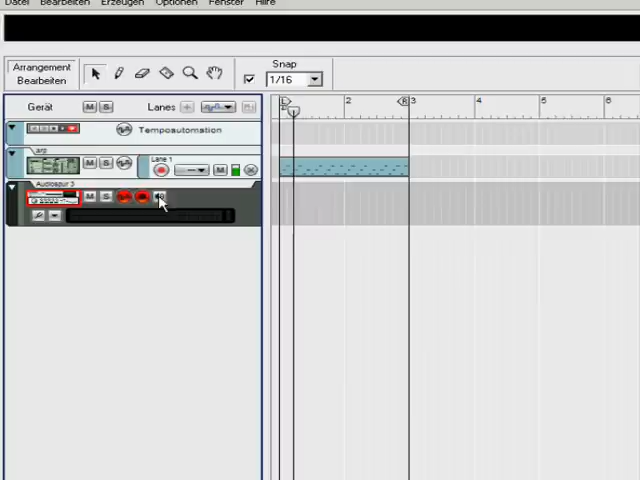 Datei Bearbeiten Erzeugen Optionen Fenster Hilfe
Arrangement
Bearbeiten
Snap
1/16
Gerät M S Lanes
L 2 R 3 4 5 6
Tempoautomation
arp
M S Lane 1 M
Audiospur 3
M S